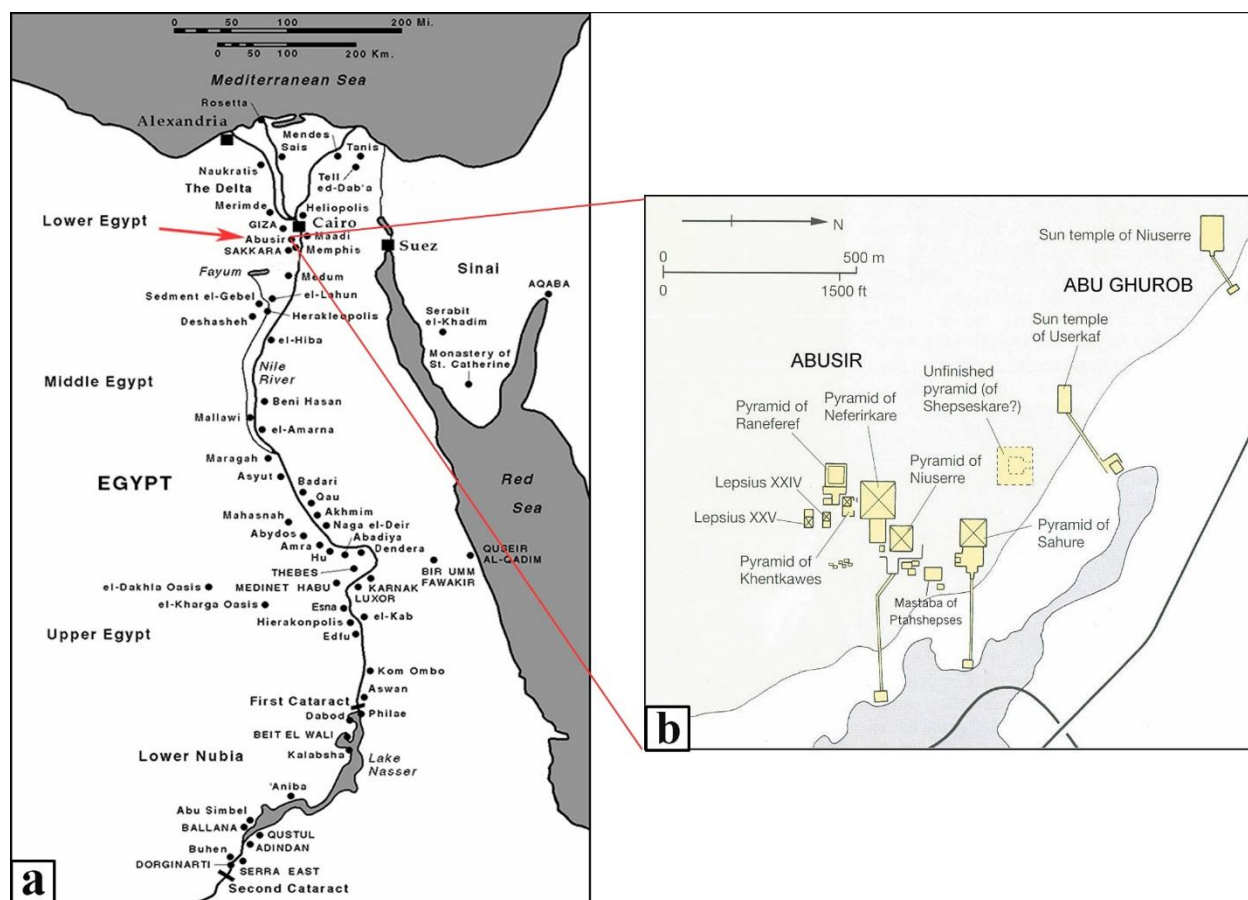 0 50 100 200 Mi.
0 50 100 200 Km.
Mediterranean Sea
Rosetta
Alexandria
Mendes
Sais
Tanis
Naukratis
Tell
ed-Dab'a
The Delta
Merimde
Heliopolis
Lower Egypt
GIZA
Cairo
Abusir
Maadi
SAKKARA
Memphis
Suez
Fayum
Medum
Sinai
Sedment el-Gebel
el-Lahun
AQABA
Deshasheh
Herakleopolis
Serabit
el-Khadim
el-Hiba
Monastery of
St. Catherine
Middle Egypt
Nile
River
Beni Hasan
Mallawi
el-Amarna
Maragah
Asyut
EGYPT
Badari
Qau
Red
Sea
Akhmim
Mahasnah
Naga el-Deir
Abydos
Abadiya
Amra
Dendera
Hu
QUSEIR
AL-QADIM
THEBES
BIR UMM
FAWAKIR
el-Dakhla Oasis
MEDINET HABU
KARNAK
LUXOR
el-Kharga Oasis
Esna
el-Kab
Upper Egypt
Hierakonpolis
Edfu
Kom Ombo
Aswan
First Cataract
Dabod
Philae
BEIT EL WALI
Lower Nubia
Kalabsha
Lake
Nasser
'Aniba
Abu Simbel
BALLANA
QUSTUL
Buhen
ADINDAN
DORGINARTI
SERRA EAST
Second Cataract
a
N
0 500 m
0 1500 ft
Sun temple of Niuserre
ABU GHUROB
Sun temple
of Userkaf
ABUSIR
Unfinished
pyramid (of
Shepseskare?)
Pyramid of
Raneferef
Pyramid of
Neferirkare
Pyramid of
Niuserre
Lepsius XXIV
Lepsius XXV
Pyramid of
Sahure
Pyramid of
Khentkawes
Mastaba of
Ptahshepses
b